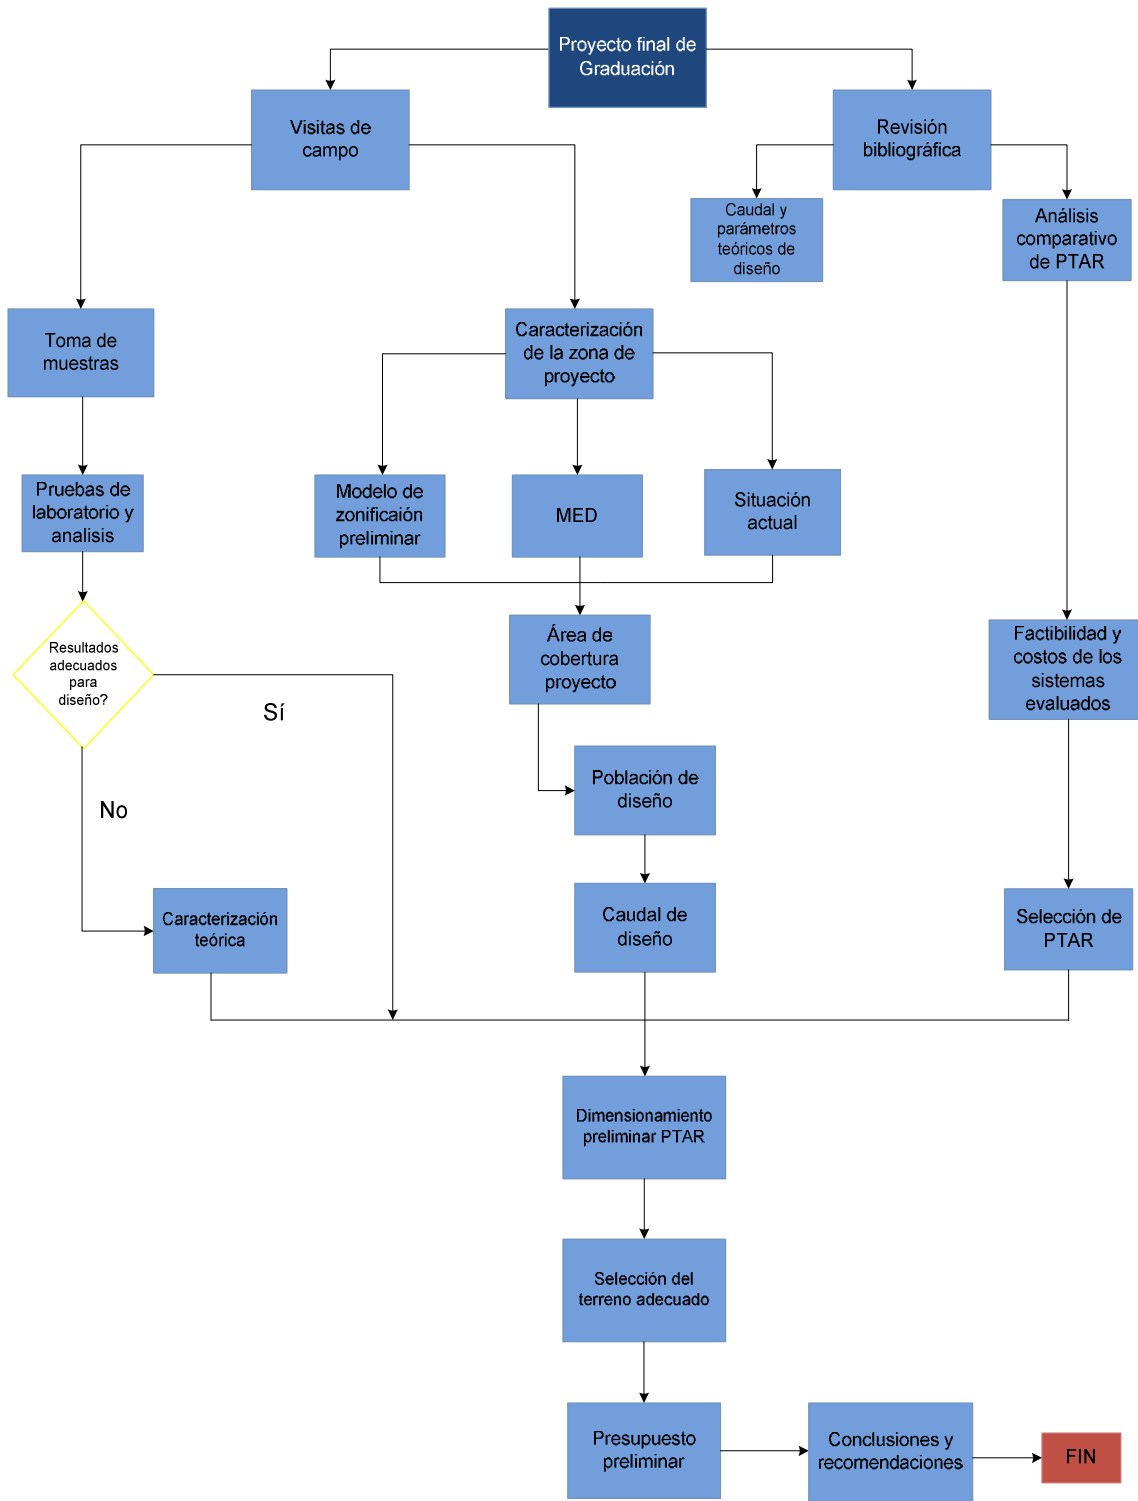 Proyecto final de
Graduación
Visitas de
campo
Revisión
bibliográfica
Caudal y
parámetros
teóricos de
diseño
Análisis
comparativo
de PTAR
Toma de
muestras
Caracterización
de la zona de
proyecto
Pruebas de
laboratorio y
analisis
Modelo de
zonificaión
preliminar
MED
Situación
actual
Resultados
adecuados
para
diseño?
Sí
No
Área de
cobertura
proyecto
Factibilidad y
costos de los
sistemas
evaluados
Población de
diseño
Caracterización
teórica
Caudal de
diseño
Selección de
PTAR
Dimensionamiento
preliminar PTAR
Selección del
terreno adecuado
Presupuesto
preliminar
Conclusiones y
recomendaciones
FIN